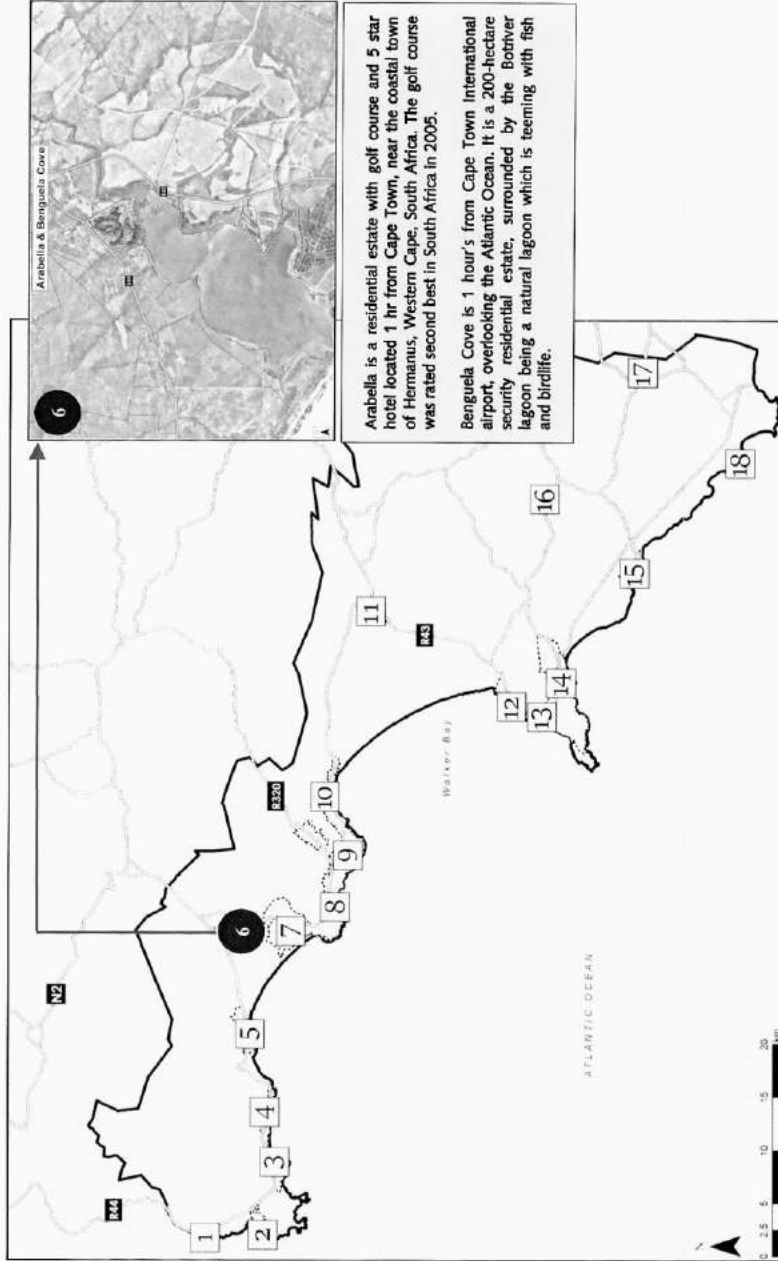 Arabella & Benguela Cove
6
Arabella is a residential estate with golf course and 5 star
hotel located 1 hr from Cape Town, near the coastal town
of Hermanus, Western Cape, South Africa. The golf course
was rated second best in South Africa in 2005.
Benguela Cove is 1 hour's from Cape Town International
airport, overlooking the Atlantic Ocean. It is a 200-hectare
security residential estate, surrounded by the Botriver
lagoon being a natural lagoon which is teeming with fish
and birdlife.
N2
R44
R320
R43
1
2
3
4
5
6
7
8
9
10
11
12
13
14
15
16
17
18
Walker Bay
ATLANTIC OCEAN
N
0 2.5 5 10 15 20
km